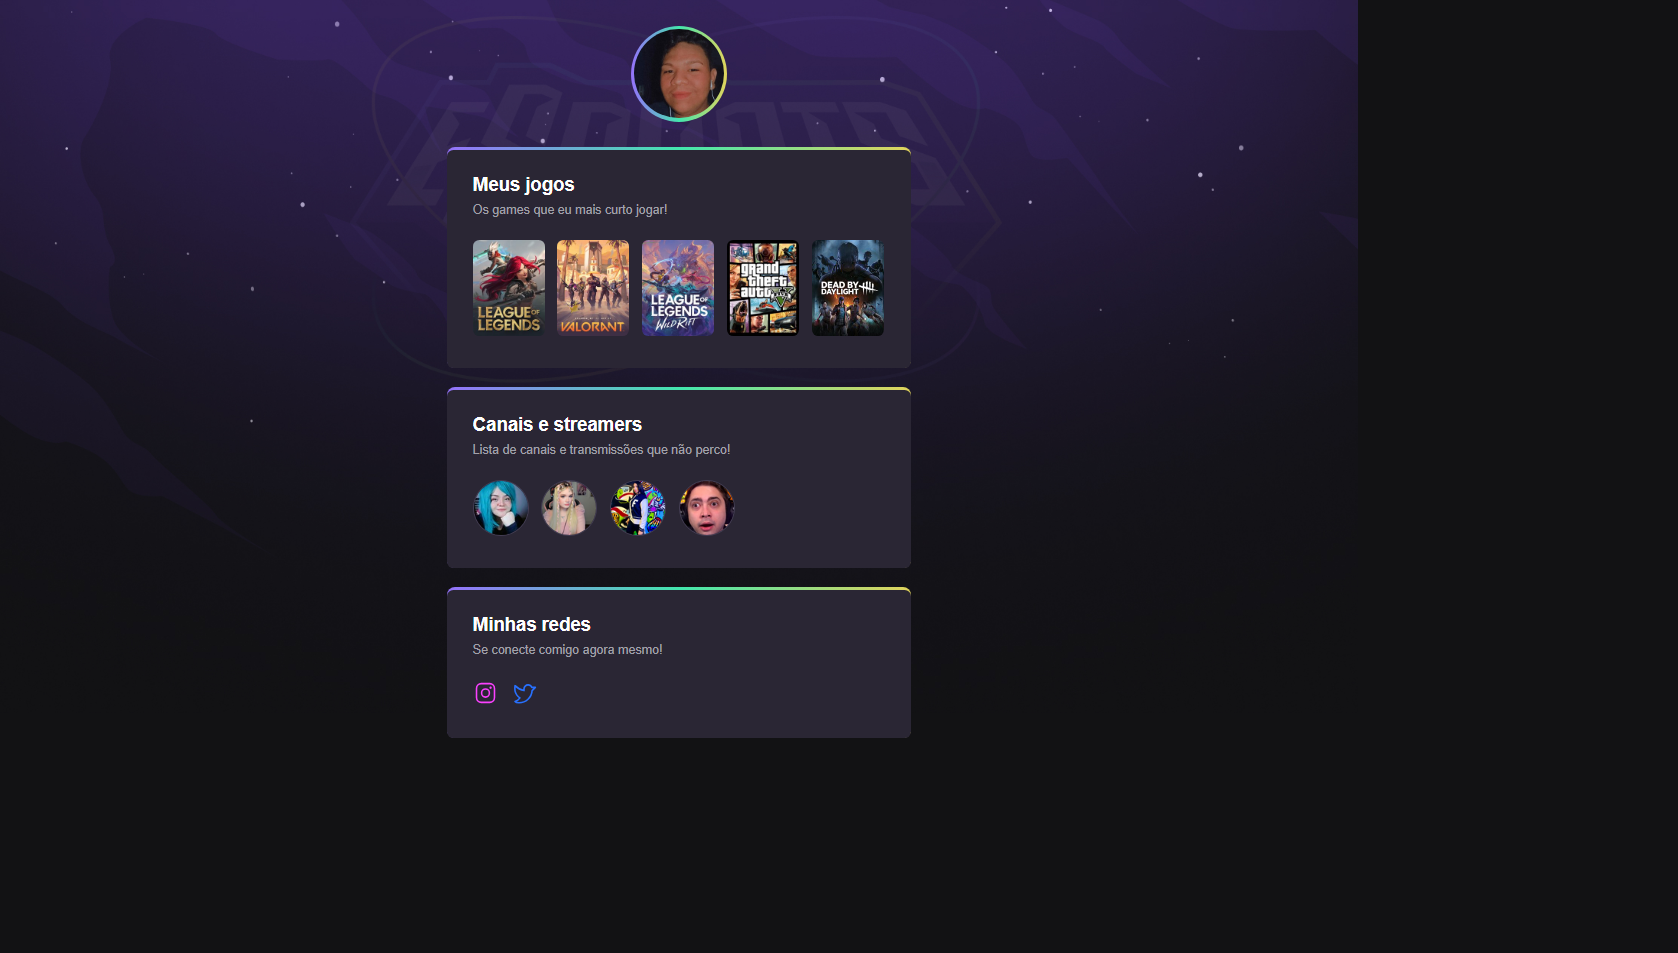 ESPORTS
Meus jogos
Os games que eu mais curto jogar!
LEAGUE OF
LEGENDS
VALORANT
LEAGUE OF
LEGENDS
WILD RIFT
grand
theft
auto
V
DEAD BY
DAYLIGHT
Canais e streamers
Lista de canais e transmissões que não perco!
Minhas redes
Se conecte comigo agora mesmo!